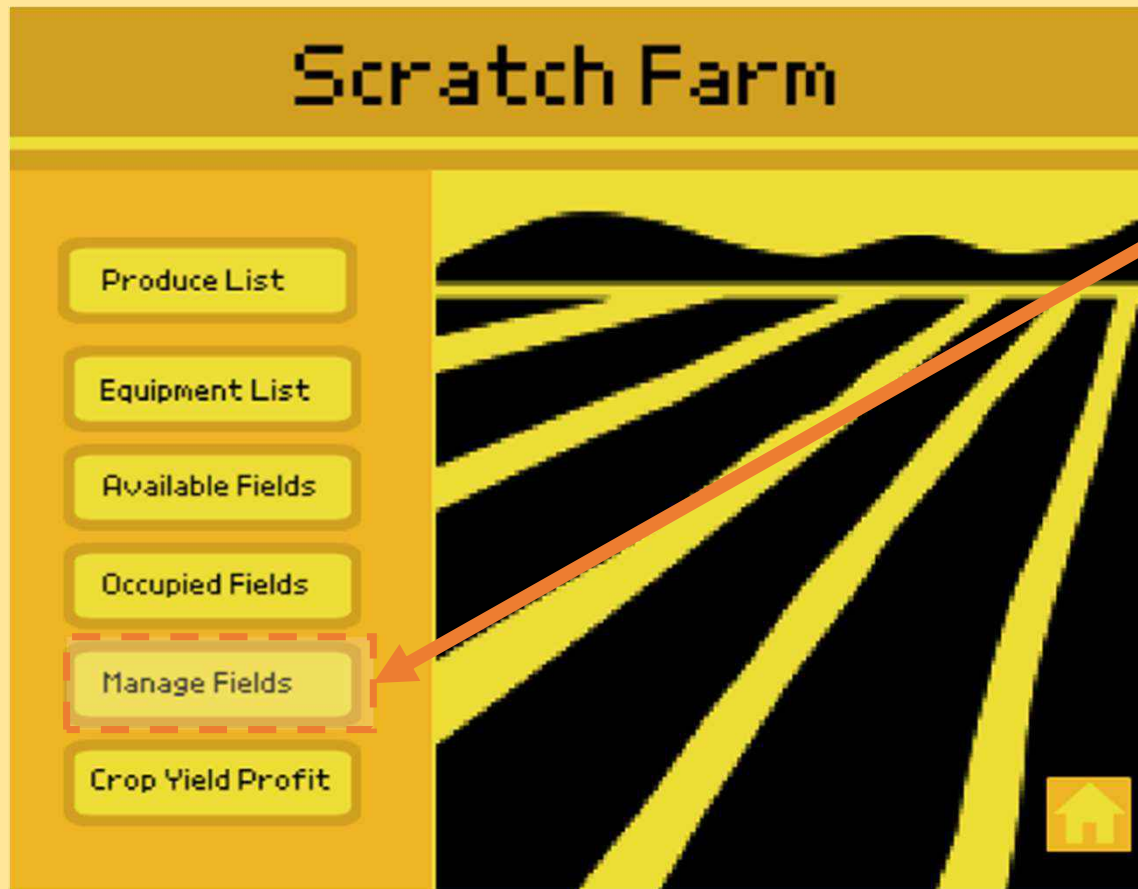 Scratch Farm
Produce List
Equipment List
Available Fields
Occupied Fields
Manage Fields
Crop Yield Profit